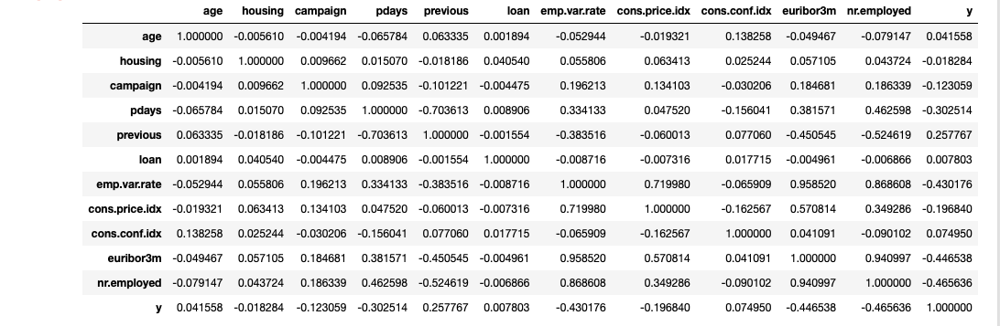 age housing campaign pdays previous loan emp.var.rate cons.price.idx cons.conf.idx euribor3m nr.employed y
age 1.000000 -0.005610 -0.004194 -0.065784 0.063335 0.001894 -0.052944 -0.019321 0.138258 -0.049467 -0.079147 0.041558
housing -0.005610 1.000000 0.009662 0.015070 -0.018186 0.040540 0.055806 0.063413 0.025244 0.057105 0.043724 -0.018284
campaign -0.004194 0.009662 1.000000 0.092535 -0.101221 -0.004475 0.196213 0.134103 -0.030206 0.184681 0.186339 -0.123059
pdays -0.065784 0.015070 0.092535 1.000000 -0.703613 0.008906 0.334133 0.047520 -0.156041 0.381571 0.462598 -0.302514
previous 0.063335 -0.018186 -0.101221 -0.703613 1.000000 -0.001554 -0.383516 -0.060013 0.077060 -0.450545 -0.524619 0.257767
loan 0.001894 0.040540 -0.004475 0.008906 -0.001554 1.000000 -0.008716 -0.007316 0.017715 -0.004961 -0.006866 0.007803
emp.var.rate -0.052944 0.055806 0.196213 0.334133 -0.383516 -0.008716 1.000000 0.719980 -0.065909 0.958520 0.868608 -0.430176
cons.price.idx -0.019321 0.063413 0.134103 0.047520 -0.060013 -0.007316 0.719980 1.000000 -0.162567 0.570814 0.349286 -0.196840
cons.conf.idx 0.138258 0.025244 -0.030206 -0.156041 0.077060 0.017715 -0.065909 -0.162567 1.000000 0.041091 -0.090102 0.074950
euribor3m -0.049467 0.057105 0.184681 0.381571 -0.450545 -0.004961 0.958520 0.570814 0.041091 1.000000 0.940997 -0.446538
nr.employed -0.079147 0.043724 0.186339 0.462598 -0.524619 -0.006866 0.868608 0.349286 -0.090102 0.940997 1.000000 -0.465636
y 0.041558 -0.018284 -0.123059 -0.302514 0.257767 0.007803 -0.430176 -0.196840 0.074950 -0.446538 -0.465636 1.000000